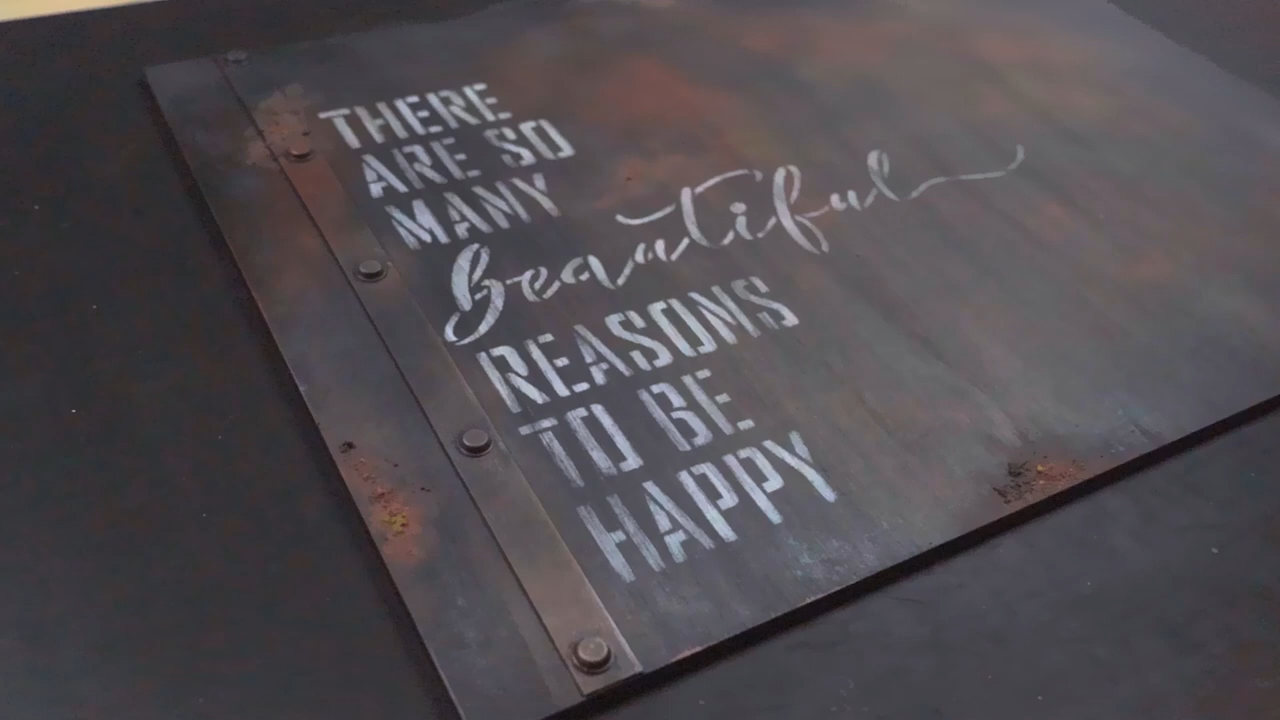 THERE
ARE SO
MANY
Beautiful
REASONS
TO BE
HAPPY